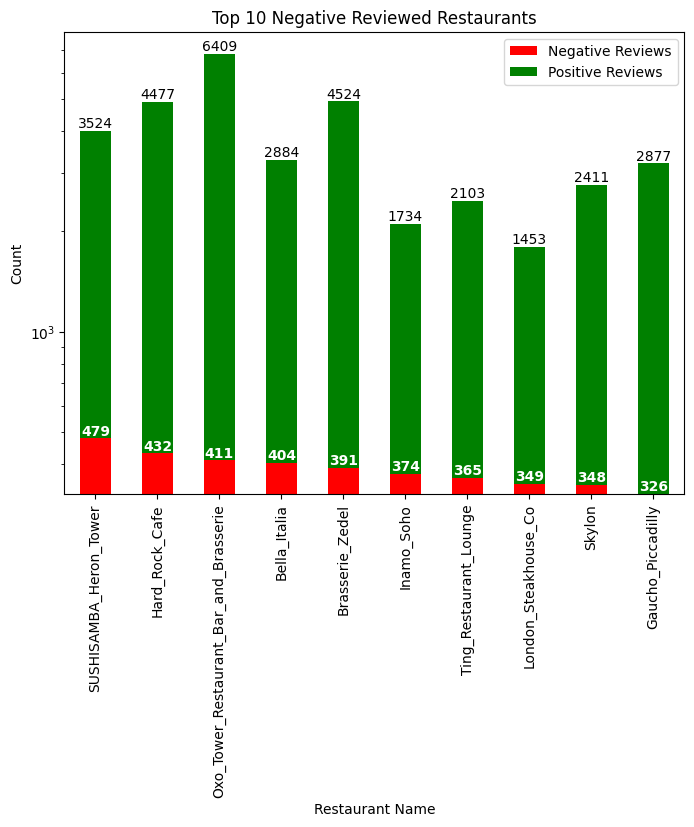 Top 10 Negative Reviewed Restaurants
Negative Reviews
Positive Reviews
3524
4477
6409
2884
4524
1734
2103
1453
2411
2877
Count
10³
479
432
411
404
391
374
365
349
348
326
SUSHISAMBA_Heron_Tower
Hard_Rock_Cafe
Oxo_Tower_Restaurant_Bar_and_Brasserie
Bella_Italia
Brasserie_Zedel
Inamo_Soho
Ting_Restaurant_Lounge
London_Steakhouse_Co
Skylon
Gaucho_Piccadilly
Restaurant Name